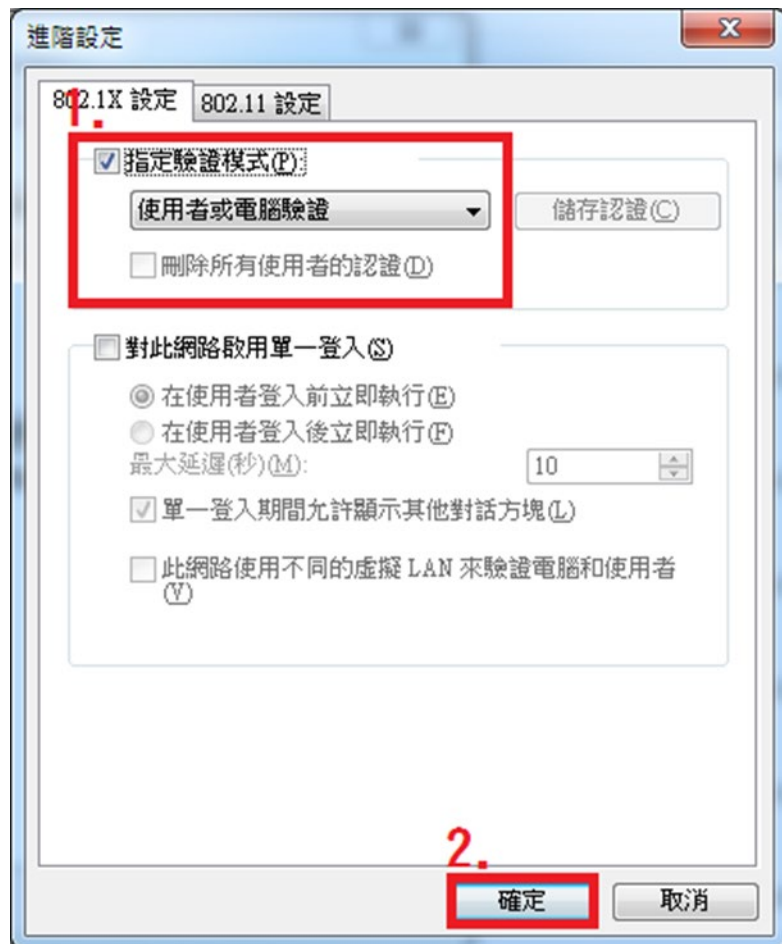 進階設定
802.1X 設定
802.11 設定
1.
指定驗證模式(P):
使用者或電腦驗證
儲存認證(C)
刪除所有使用者的認證(D)
對此網路啟用單一登入(S)
在使用者登入前立即執行(E)
在使用者登入後立即執行(F)
最大延遲(秒)(M):
10
單一登入期間允許顯示其他對話方塊(L)
此網路使用不同的虛擬 LAN 來驗證電腦和使用者
(V)
2.
確定
取消